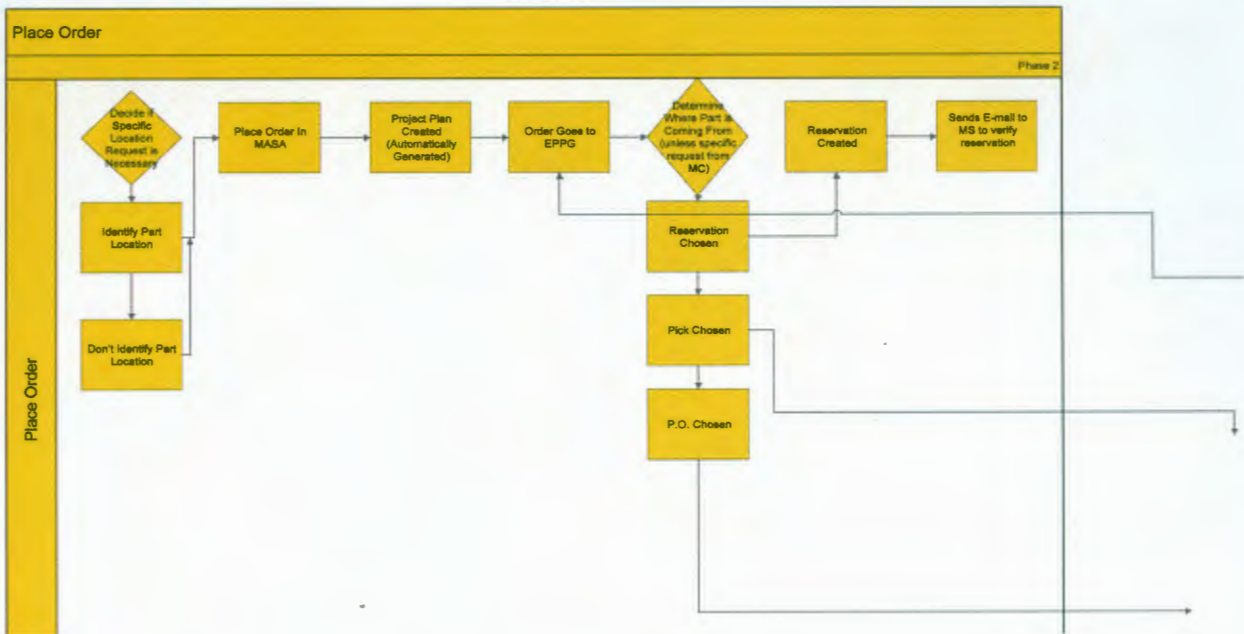 Place Order
Phase 2
Place Order
Decide if
Specific
Location
Request is
Necessary
Identify Part
Location
Don't Identify Part
Location
Place Order In
MASA
Project Plan
Created
(Automatically
Generated)
Order Goes to
EPPG
Determine
Where Part is
Coming From
(unless specific
request from
MC)
Reservation
Chosen
Pick Chosen
P.O. Chosen
Reservation
Created
Sends E-mail to
MS to verify
reservation